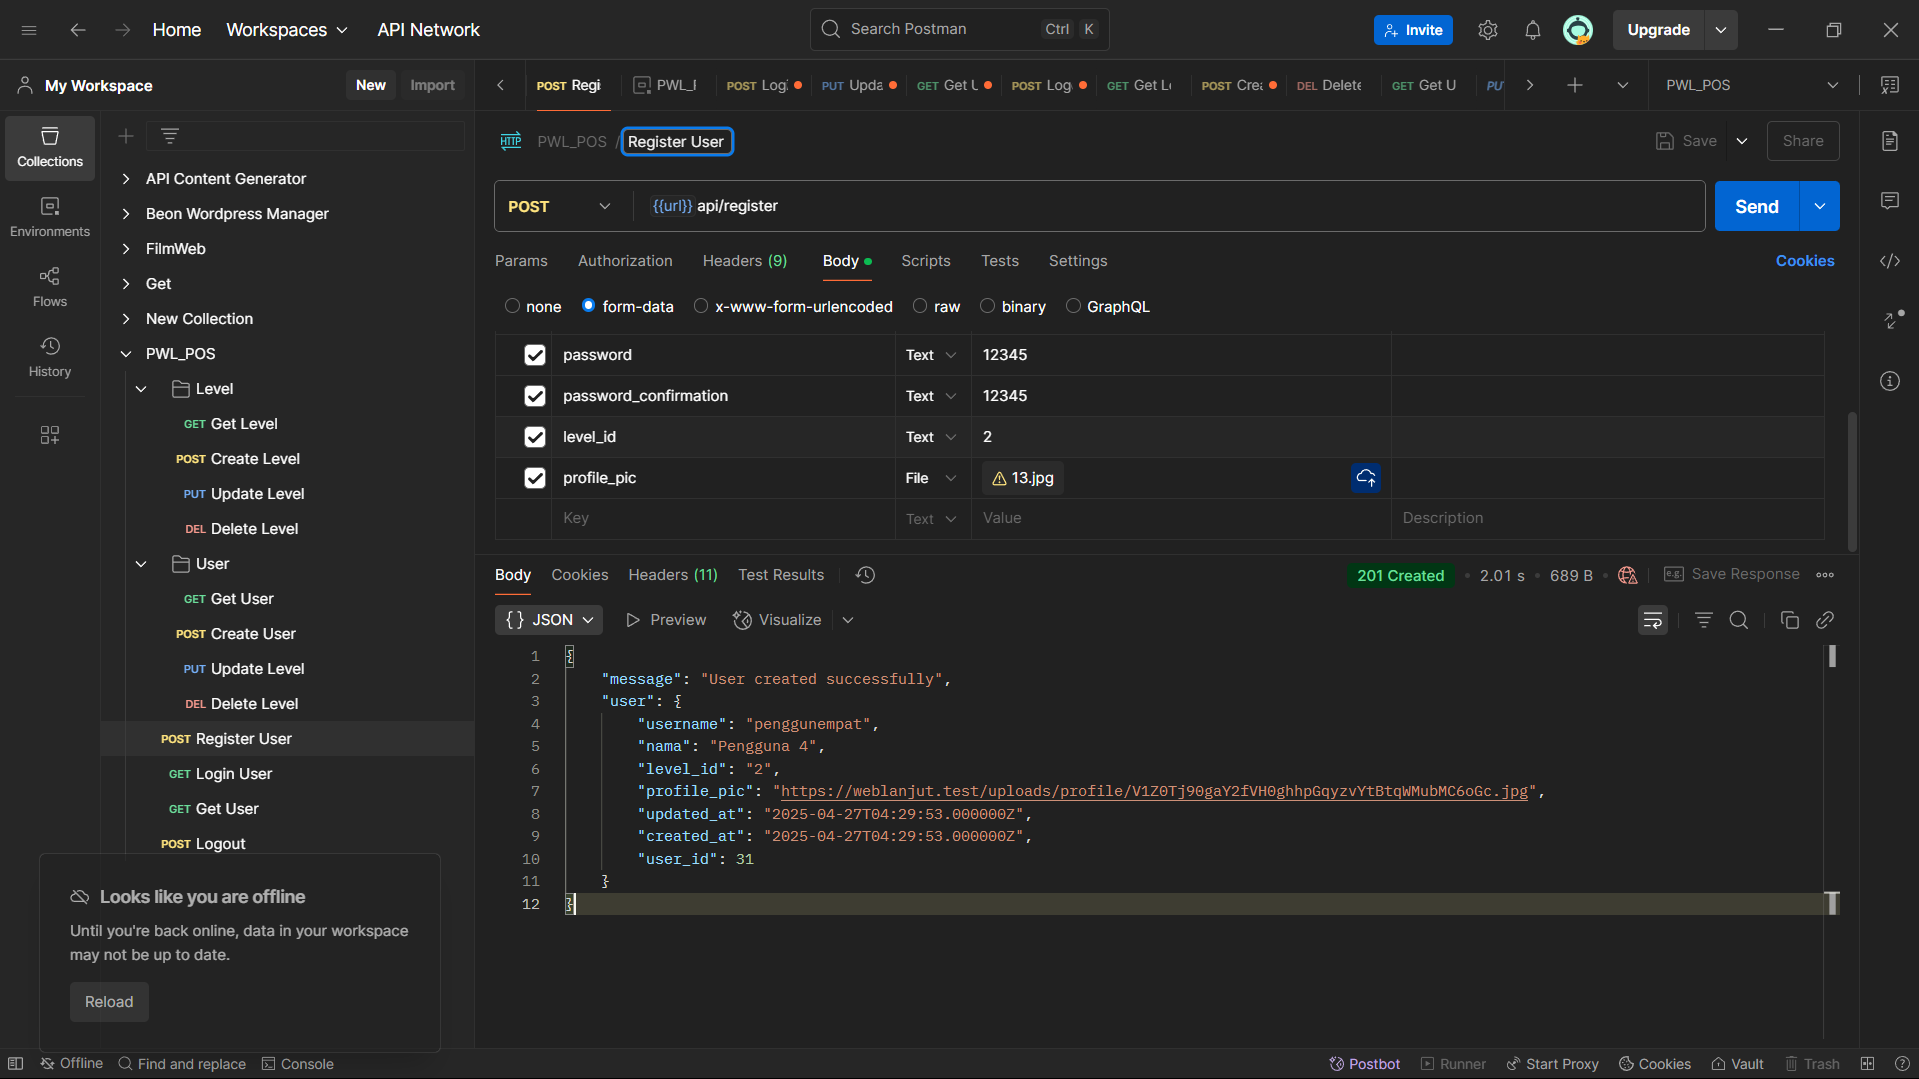 Home Workspaces API Network
Search Postman Ctrl K
Invite Upgrade
My Workspace New Import
POST Regi PWL_F POST Logi PUT Upda GET Get U POST Log GET Get Le POST Crea DEL Delete GET Get U PU PWL_POS
Collections
Environments
Flows
History
API Content Generator
Beon Wordpress Manager
FilmWeb
Get
New Collection
PWL_POS
Level
GET Get Level
POST Create Level
PUT Update Level
DEL Delete Level
User
GET Get User
POST Create User
PUT Update Level
DEL Delete Level
POST Register User
GET Login User
GET Get User
POST Logout
Looks like you are offline
Until you're back online, data in your workspace
may not be up to date.
Reload
HTTP PWL_POS / Register User Save Share
POST {{url}} api/register Send
Params Authorization Headers (9) Body Scripts Tests Settings Cookies
none form-data x-www-form-urlencoded raw binary GraphQL
password Text 12345
password_confirmation Text 12345
level_id Text 2
profile_pic File 13.jpg
Key Text Value Description
Body Cookies Headers (11) Test Results 201 Created • 2.01 s • 689 B • e.g. Save Response
{} JSON Preview Visualize
1 {
2 "message": "User created successfully",
3 "user": {
4 "username": "penggunempat",
5 "nama": "Pengguna 4",
6 "level_id": "2",
7 "profile_pic": "https://weblanjut.test/uploads/profile/V1Z0Tj90gaY2fVH0ghhpGqyzvYtBtqWMubMC6oGc.jpg",
8 "updated_at": "2025-04-27T04:29:53.000000Z",
9 "created_at": "2025-04-27T04:29:53.000000Z",
10 "user_id": 31
11 }
12 }
Offline Find and replace Console Postbot Runner Start Proxy Cookies Vault Trash